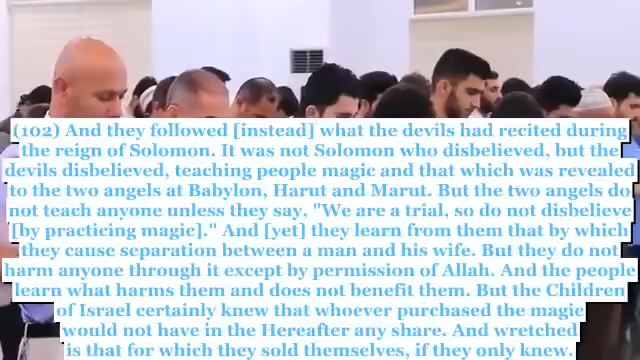 (102) And they followed [instead] what the devils had recited during
the reign of Solomon. It was not Solomon who disbelieved, but the
devils disbelieved, teaching people magic and that which was revealed
to the two angels at Babylon, Harut and Marut. But the two angels do
not teach anyone unless they say, "We are a trial, so do not disbelieve
[by practicing magic]." And [yet] they learn from them that by which
they cause separation between a man and his wife. But they do not
harm anyone through it except by permission of Allah. And the people
learn what harms them and does not benefit them. But the Children
of Israel certainly knew that whoever purchased the magic
would not have in the Hereafter any share. And wretched
is that for which they sold themselves, if they only knew.